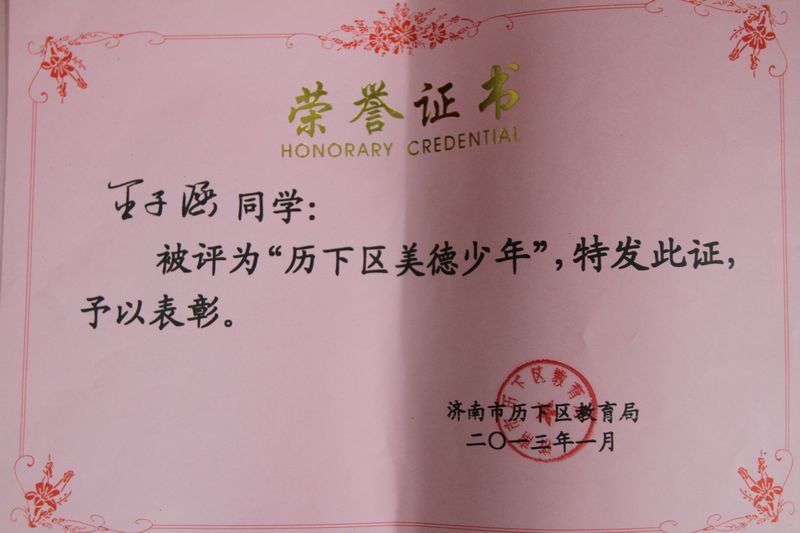 荣誉证书
HONORARY CREDENTIAL
王子涵 同学：
被评为“历下区美德少年”，特发此证，
予以表彰。
济南市历下区教育局
二〇一三年一月